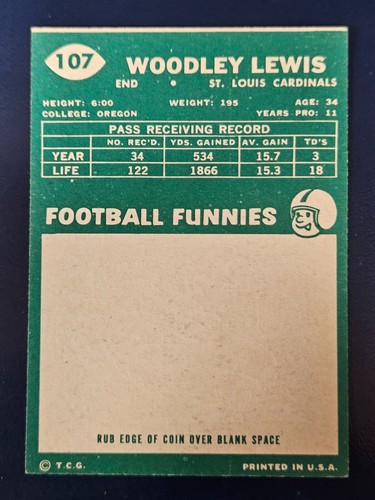 107
WOODLEY LEWIS
END • ST. LOUIS CARDINALS
HEIGHT: 6:00 WEIGHT: 195 AGE: 34
COLLEGE: OREGON YEARS PRO: 11
PASS RECEIVING RECORD
NO. REC'D. YDS. GAINED AV. GAIN TD'S
YEAR 34 534 15.7 3
LIFE 122 1866 15.3 18
FOOTBALL FUNNIES
RUB EDGE OF COIN OVER BLANK SPACE
© T.C.G. PRINTED IN U.S.A.